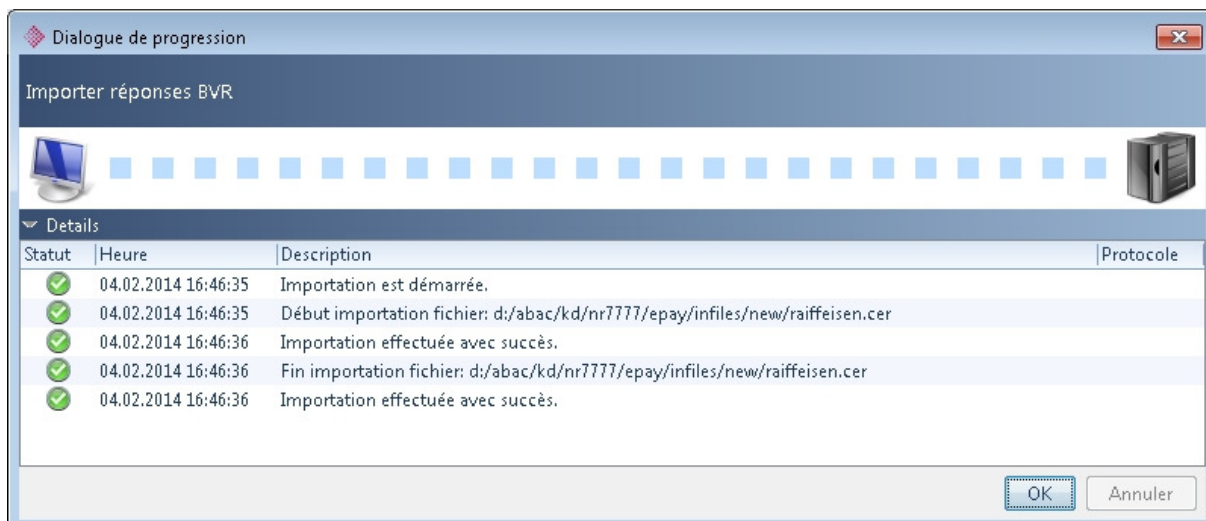 Dialogue de progression
Importer réponses BVR
Details
Statut Heure Description Protocole
04.02.2014 16:46:35 Importation est démarrée.
04.02.2014 16:46:35 Début importation fichier: d:/abac/kd/nr7777/epay/infiles/new/raiffeisen.cer
04.02.2014 16:46:36 Importation effectuée avec succès.
04.02.2014 16:46:36 Fin importation fichier: d:/abac/kd/nr7777/epay/infiles/new/raiffeisen.cer
04.02.2014 16:46:36 Importation effectuée avec succès.
OK Annuler